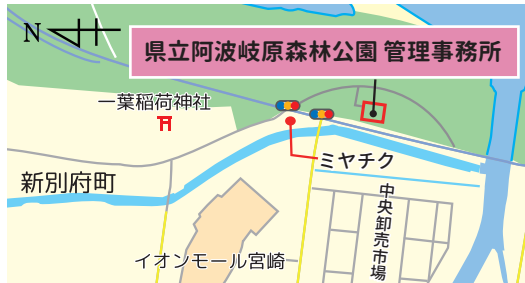 N
県立阿波岐原森林公園 管理事務所
一葉稲荷神社
ミヤチク
新別府町
中央卸売市場
イオンモール宮崎